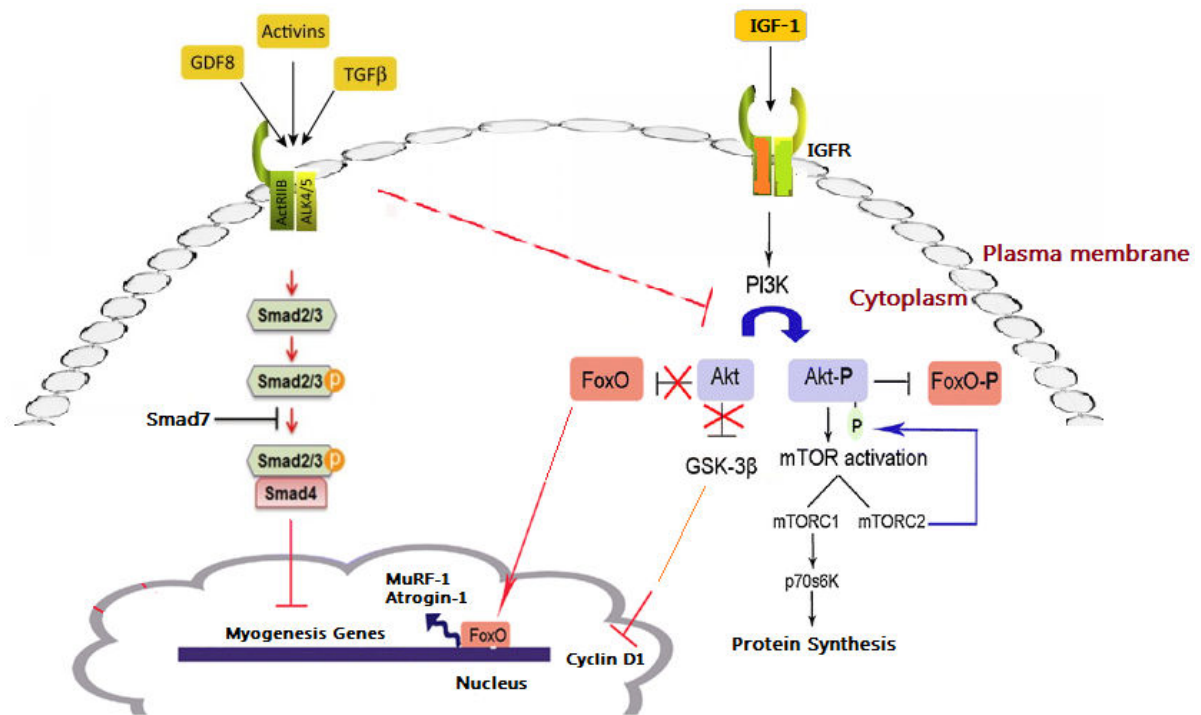 Activins
GDF8
TGFβ
IGF-1
ActRIIB
ALK4/5
IGFR
Plasma membrane
Cytoplasm
PI3K
Smad2/3
Smad2/3 p
Smad7
Smad2/3 p
Smad4
FoxO
Akt
Akt-P
FoxO-P
P
GSK-3β
mTOR activation
mTORC1
mTORC2
p70s6K
Protein Synthesis
MuRF-1
Atrogin-1
FoxO
Myogenesis Genes
Cyclin D1
Nucleus